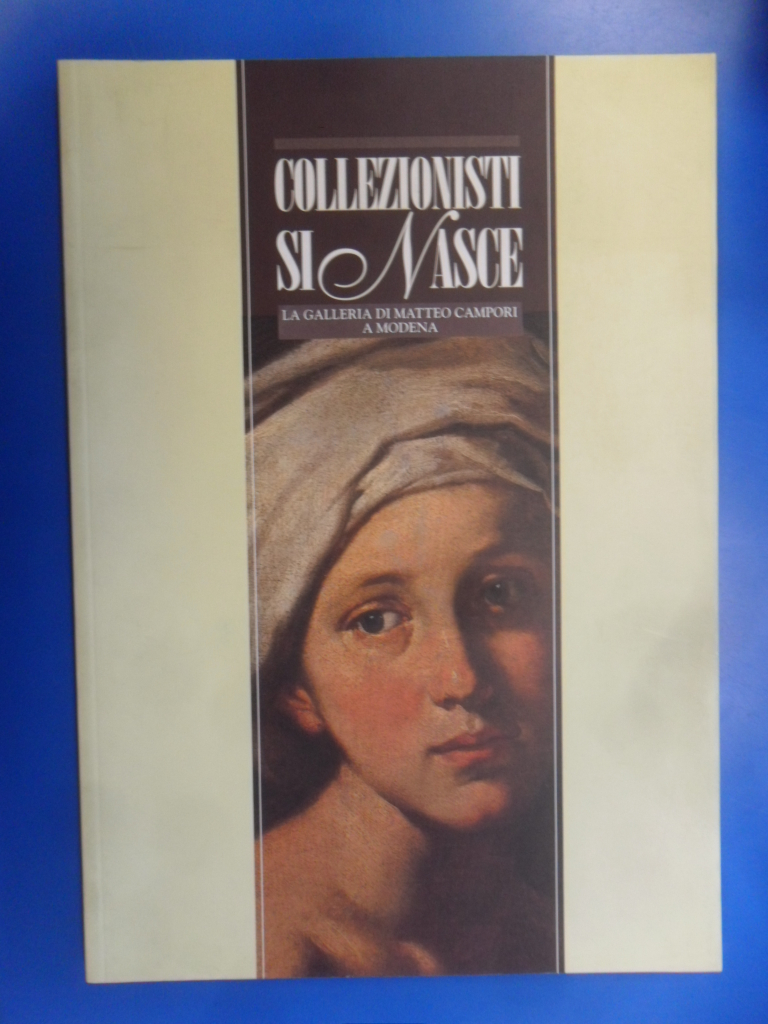 COLLEZIONISTI
SI NASCE
LA GALLERIA DI MATTEO CAMPORI
A MODENA